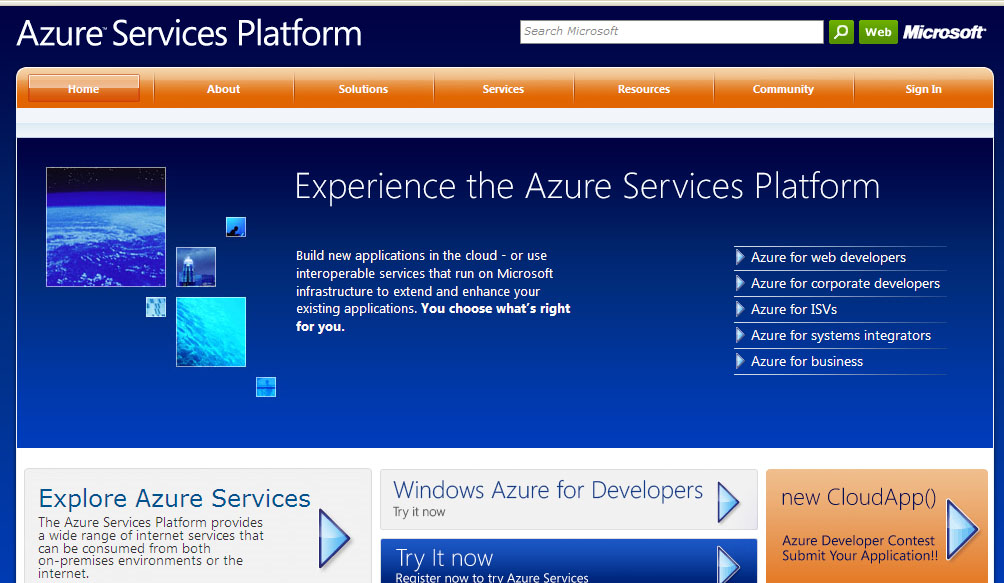 Azure™ Services Platform
Search Microsoft
Web
Microsoft®
Home
About
Solutions
Services
Resources
Community
Sign In
Experience the Azure Services Platform
Build new applications in the cloud - or use
interoperable services that run on Microsoft
infrastructure to extend and enhance your
existing applications. You choose what's right
for you.
Azure for web developers
Azure for corporate developers
Azure for ISVs
Azure for systems integrators
Azure for business
Explore Azure Services
The Azure Services Platform provides
a wide range of internet services that
can be consumed from both
on-premises environments or the
internet.
Windows Azure for Developers
Try it now
Try It now
Register now to try Azure Services
new CloudApp()
Azure Developer Contest
Submit Your Application!!